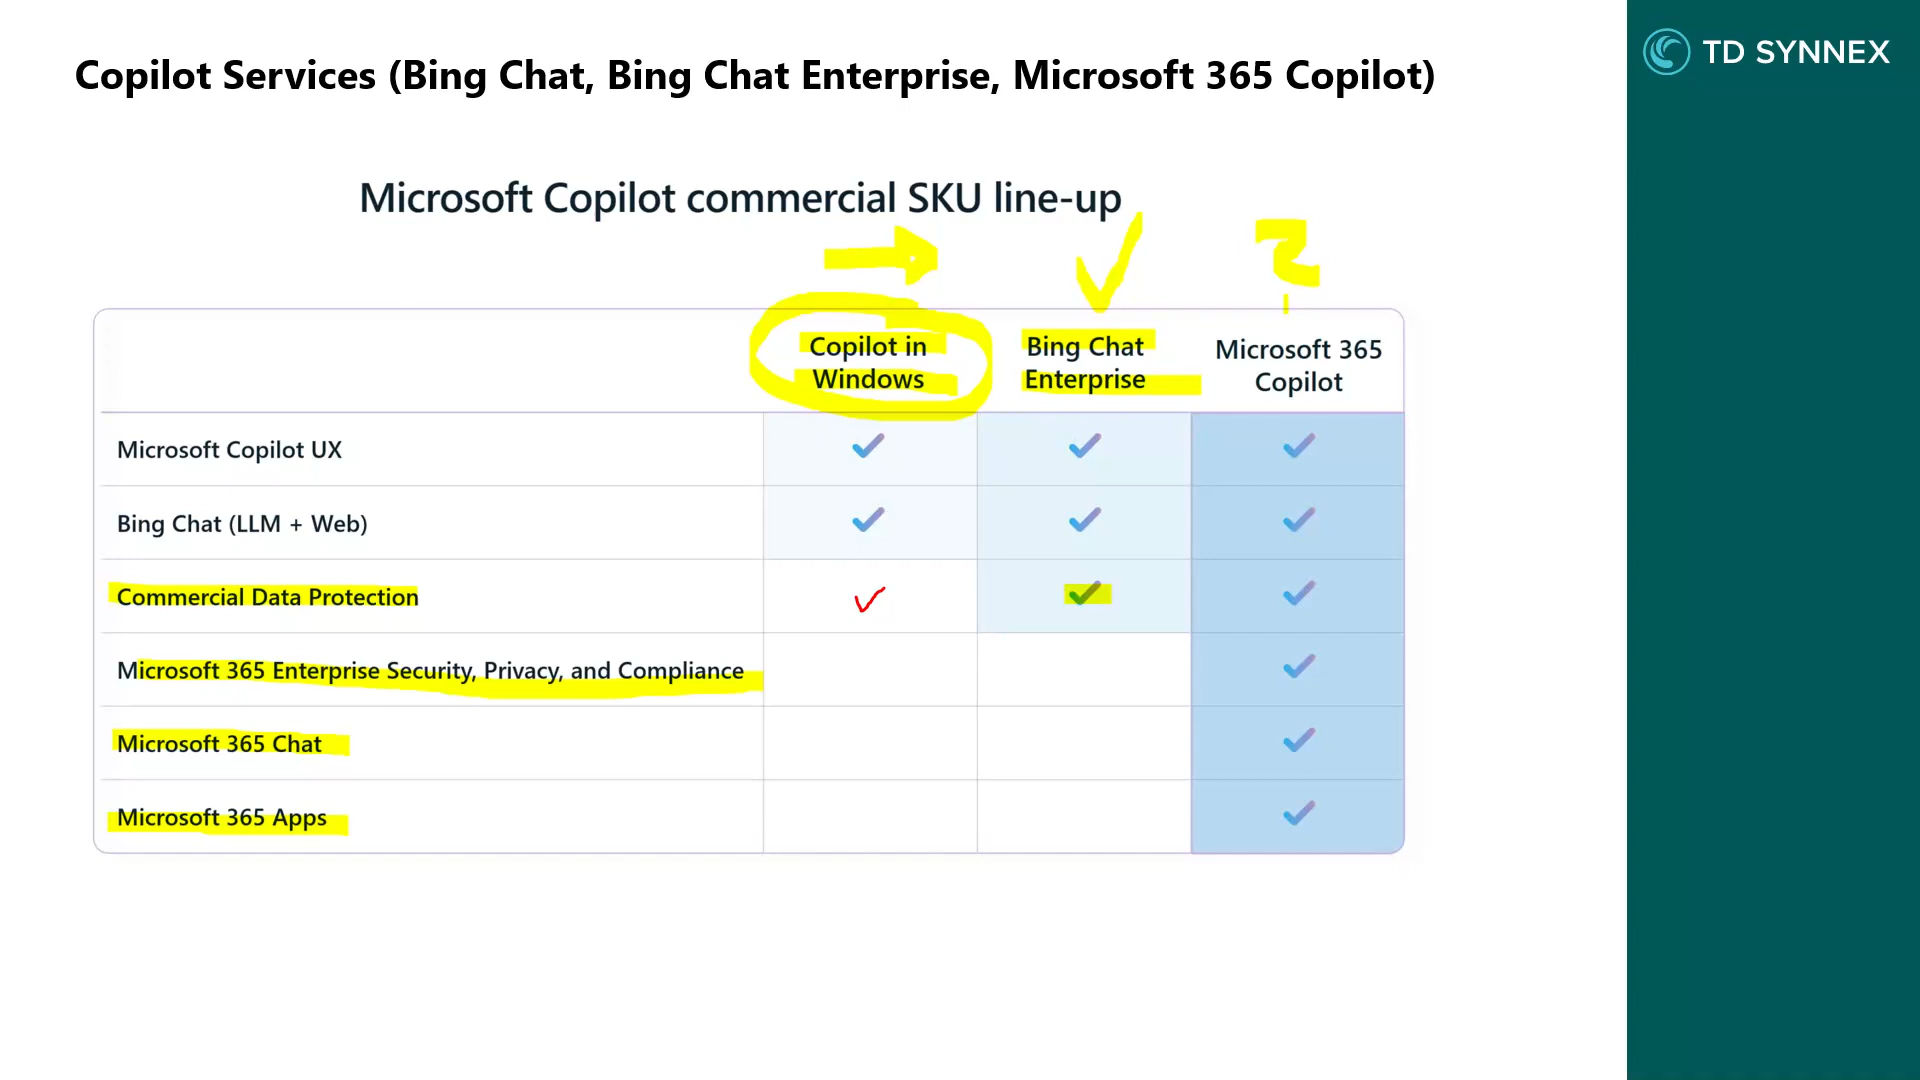 Copilot Services (Bing Chat, Bing Chat Enterprise, Microsoft 365 Copilot)
TD SYNNEX
Microsoft Copilot commercial SKU line-up
Copilot in
Windows
Bing Chat
Enterprise
Microsoft 365
Copilot
Microsoft Copilot UX
Bing Chat (LLM + Web)
Commercial Data Protection
Microsoft 365 Enterprise Security, Privacy, and Compliance
Microsoft 365 Chat
Microsoft 365 Apps